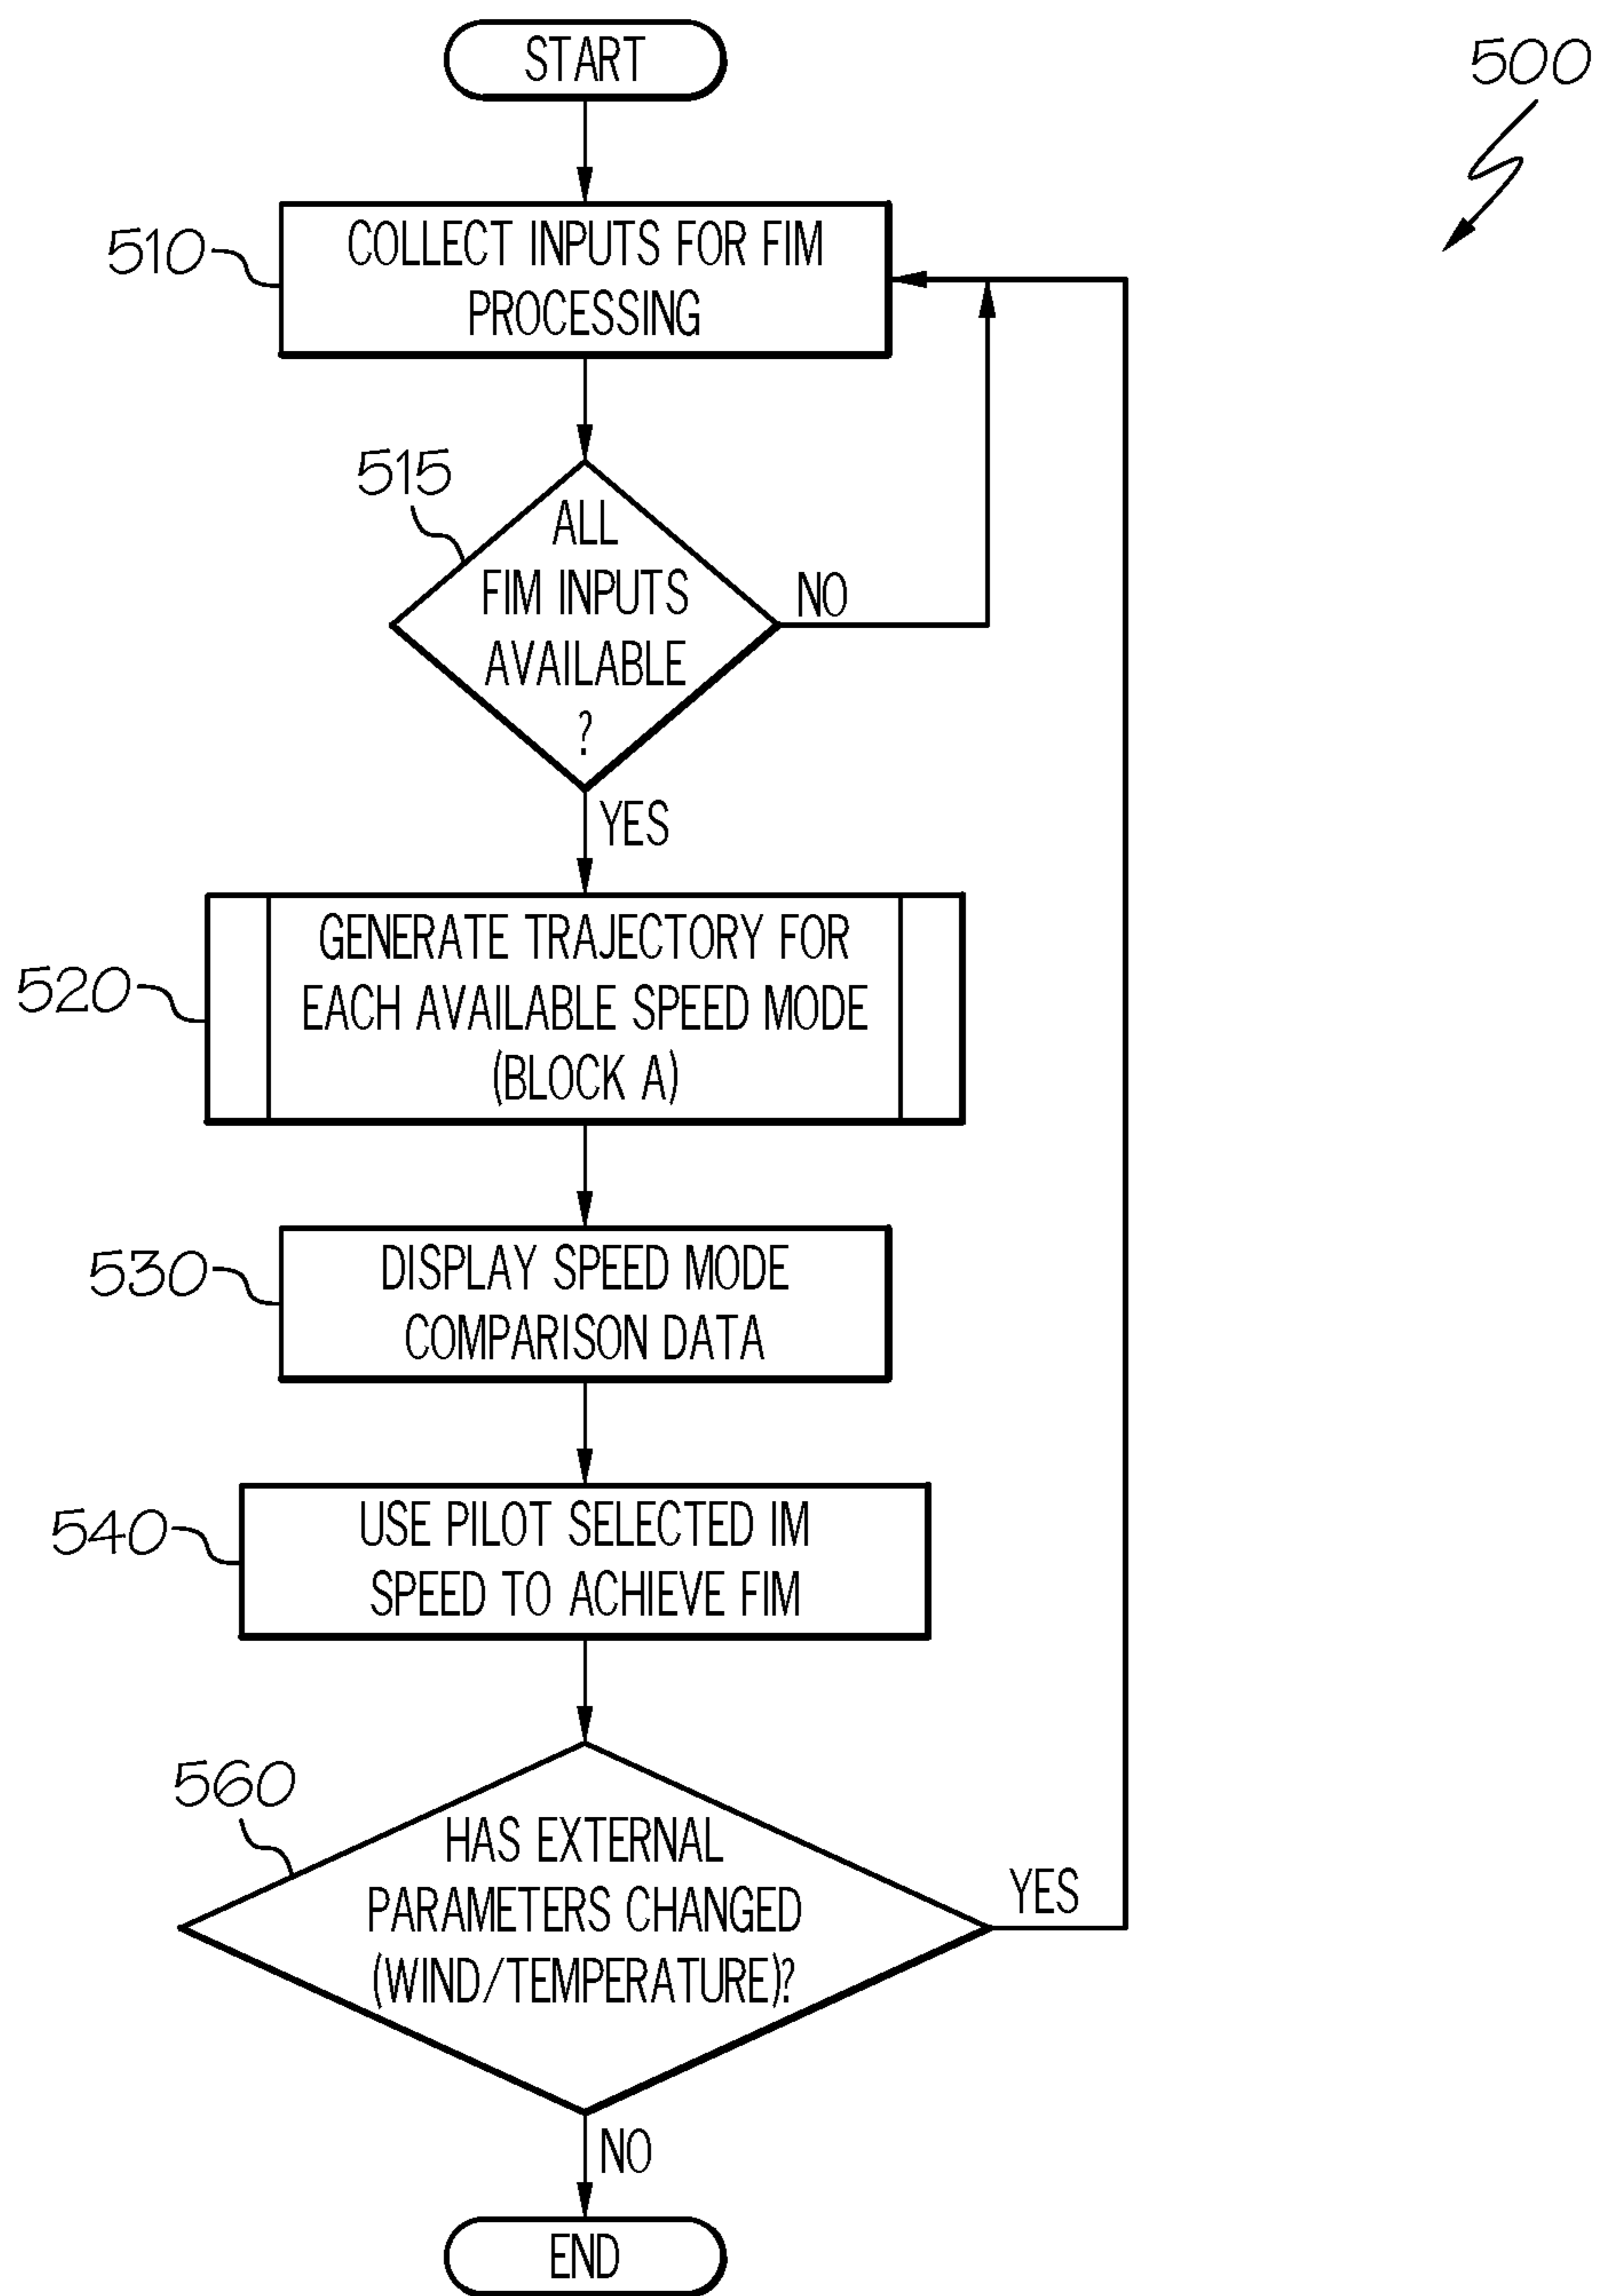 START
500
510
COLLECT INPUTS FOR FIM
PROCESSING
515
ALL
FIM INPUTS
AVAILABLE
?
NO
YES
520
GENERATE TRAJECTORY FOR
EACH AVAILABLE SPEED MODE
(BLOCK A)
530
DISPLAY SPEED MODE
COMPARISON DATA
540
USE PILOT SELECTED IM
SPEED TO ACHIEVE FIM
560
HAS EXTERNAL
PARAMETERS CHANGED
(WIND/TEMPERATURE)?
YES
NO
END